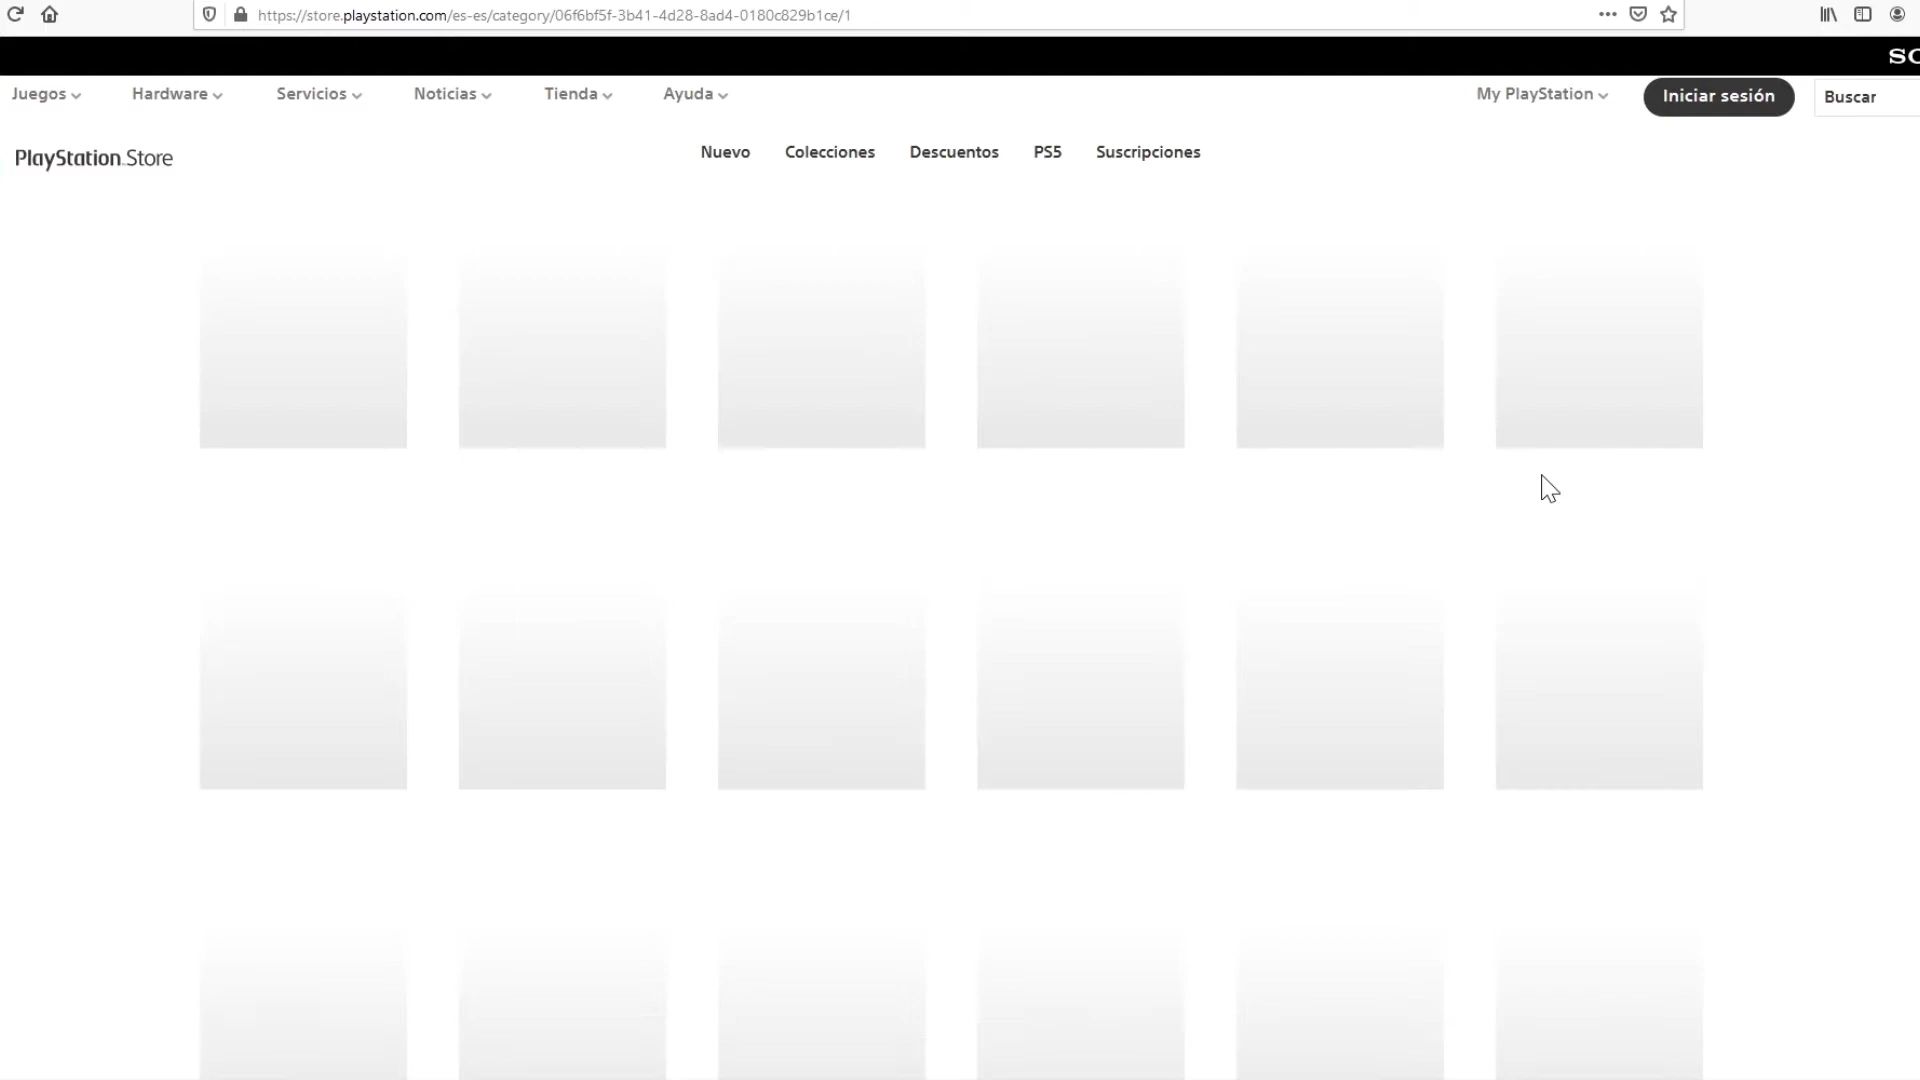 https://store.playstation.com/es-es/category/06f6bf5f-3b41-4d28-8ad4-0180c829b1ce/1
Juegos Hardware Servicios Noticias Tienda Ayuda My PlayStation Iniciar sesión Buscar
PlayStation Store Nuevo Colecciones Descuentos PS5 Suscripciones